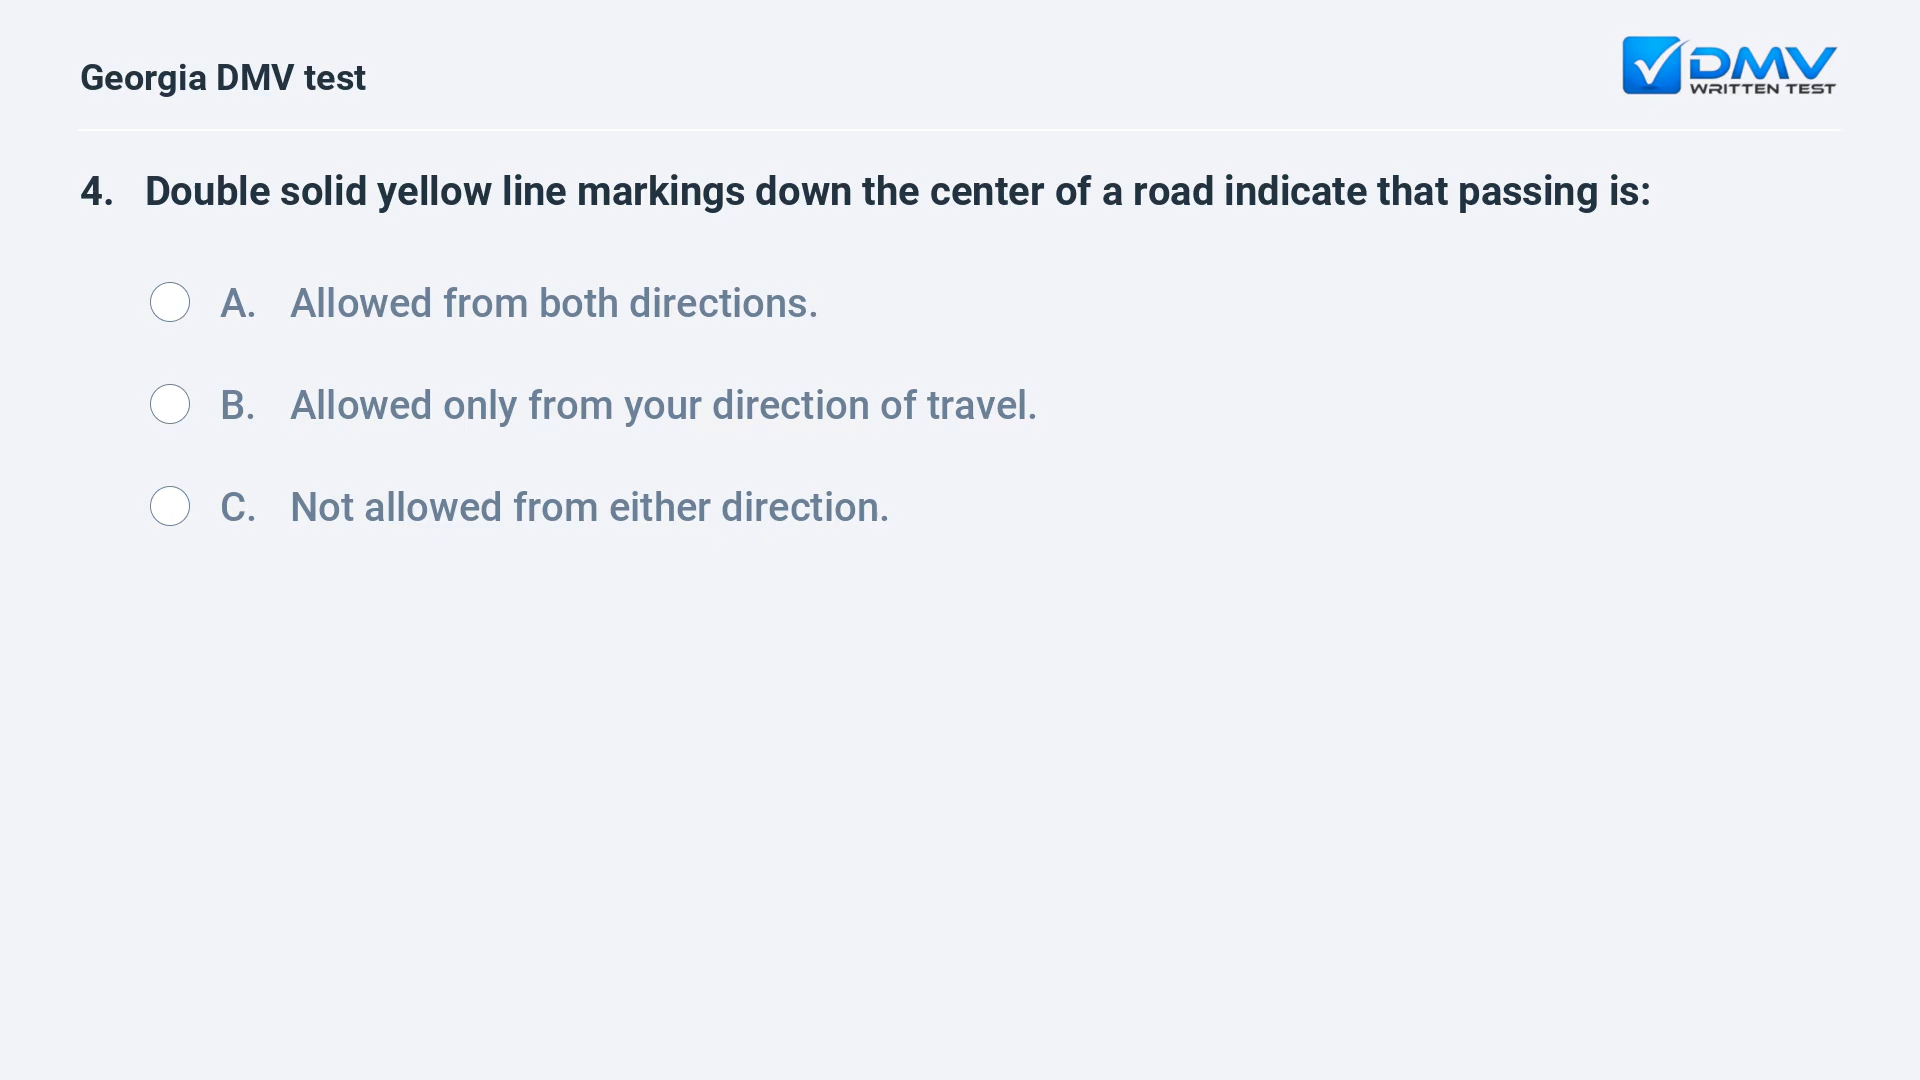 Georgia DMV test
DMV
WRITTEN TEST
4. Double solid yellow line markings down the center of a road indicate that passing is:
A. Allowed from both directions.
B. Allowed only from your direction of travel.
C. Not allowed from either direction.